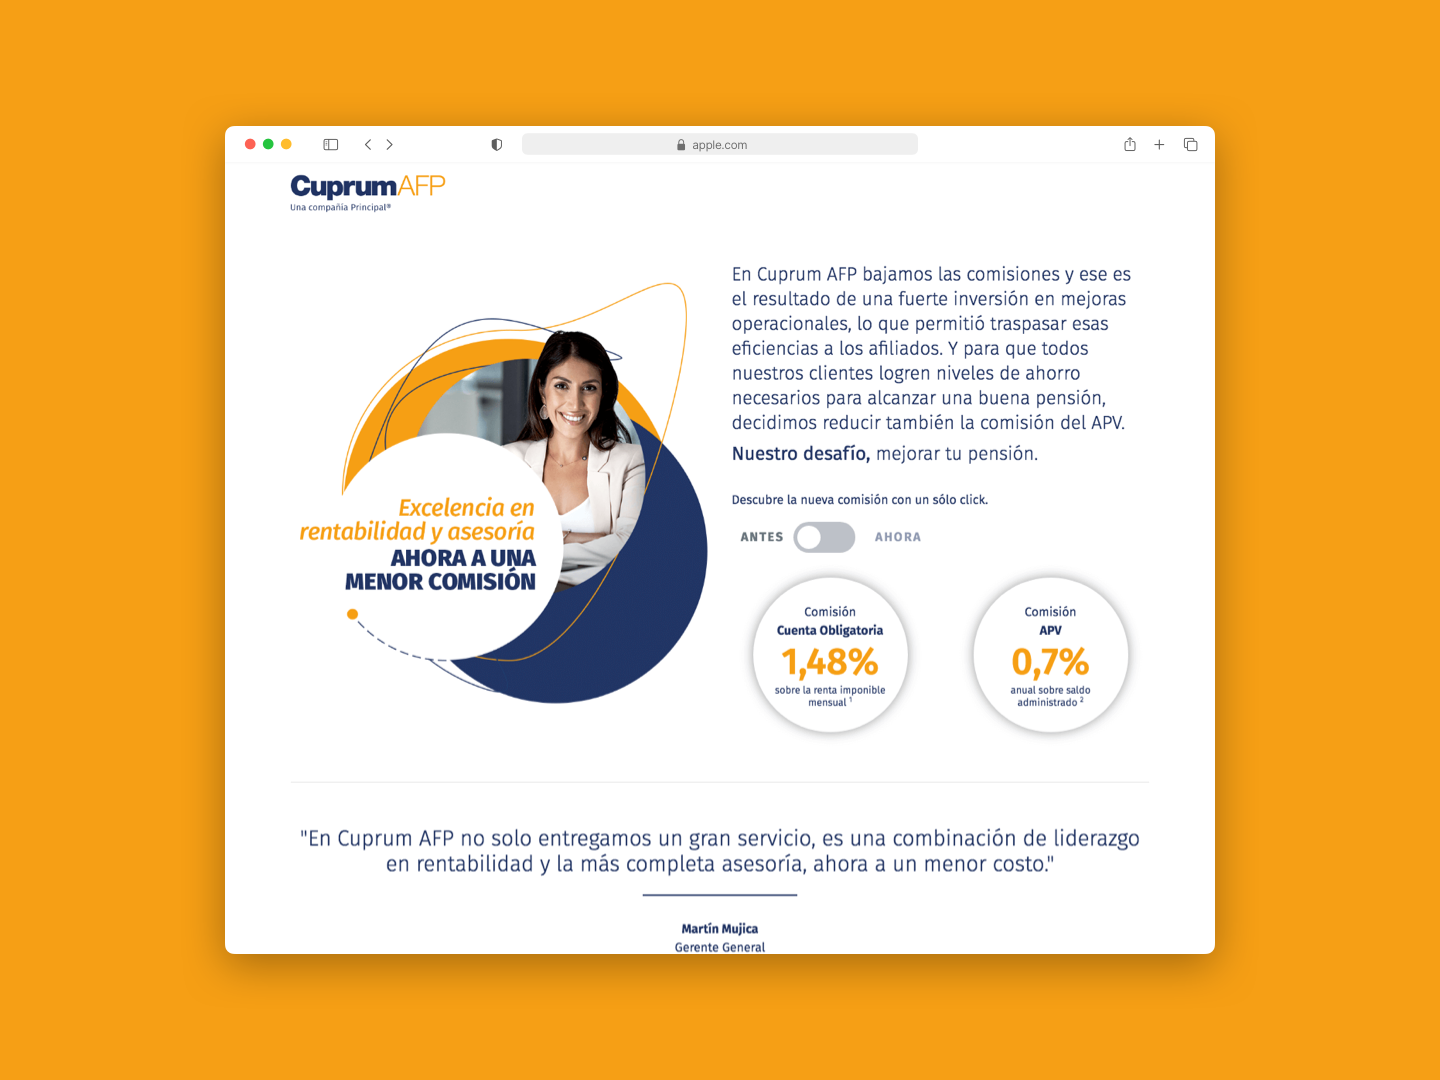 apple.com
CuprumAFP
Una compañía Principal®
En Cuprum AFP bajamos las comisiones y ese es
el resultado de una fuerte inversión en mejoras
operacionales, lo que permitió traspasar esas
eficiencias a los afiliados. Y para que todos
nuestros clientes logren niveles de ahorro
necesarios para alcanzar una buena pensión,
decidimos reducir también la comisión del APV.
Nuestro desafío, mejorar tu pensión.
Excelencia en
rentabilidad y asesoría
AHORA A UNA
MENOR COMISIÓN
Descubre la nueva comisión con un sólo click.
ANTES AHORA
Comisión
Cuenta Obligatoria
1,48%
sobre la renta imponible
mensual 1
Comisión
APV
0,7%
anual sobre saldo
administrado 2
"En Cuprum AFP no solo entregamos un gran servicio, es una combinación de liderazgo
en rentabilidad y la más completa asesoría, ahora a un menor costo."
Martín Mujica
Gerente General